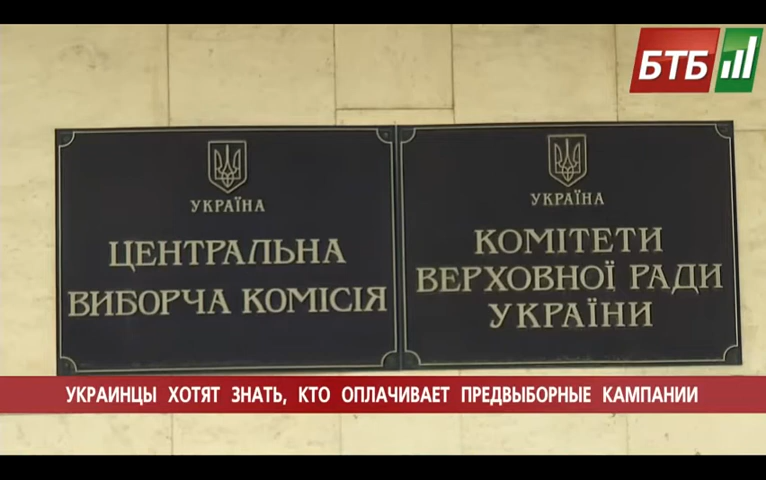 БТБ
УКРАЇНА
ЦЕНТРАЛЬНА
ВИБОРЧА КОМІСІЯ
УКРАЇНА
КОМІТЕТИ
ВЕРХОВНОЇ РАДИ
УКРАЇНИ
УКРАИНЦЫ ХОТЯТ ЗНАТЬ, КТО ОПЛАЧИВАЕТ ПРЕДВЫБОРНЫЕ КАМПАНИИ